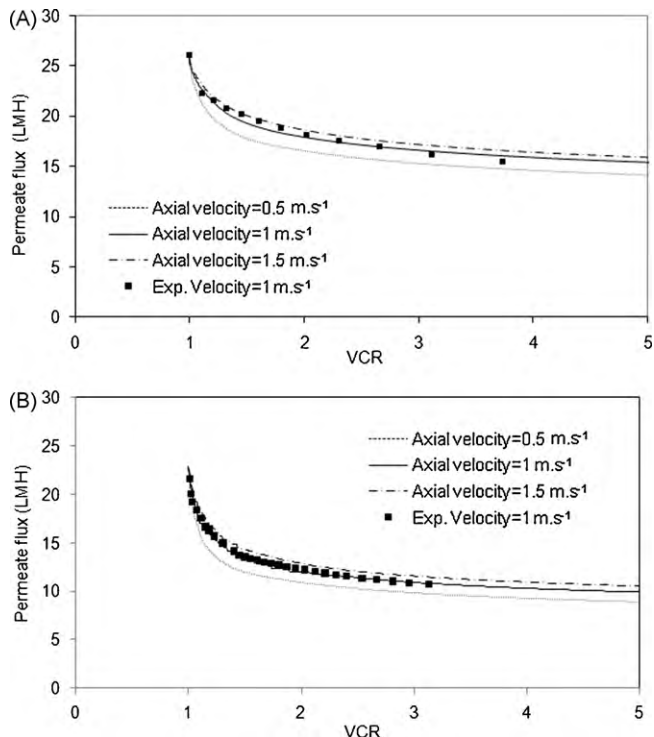 (A)
30
25
20
15
10
5
0
Permeate flux (LMH)
Axial velocity=0.5 m.s⁻¹
Axial velocity=1 m.s⁻¹
Axial velocity=1.5 m.s⁻¹
Exp. Velocity=1 m.s⁻¹
0 1 2 3 4 5
VCR
(B)
30
25
20
15
10
5
0
Permeate flux (LMH)
Axial velocity=0.5 m.s⁻¹
Axial velocity=1 m.s⁻¹
Axial velocity=1.5 m.s⁻¹
Exp. Velocity=1 m.s⁻¹
0 1 2 3 4 5
VCR